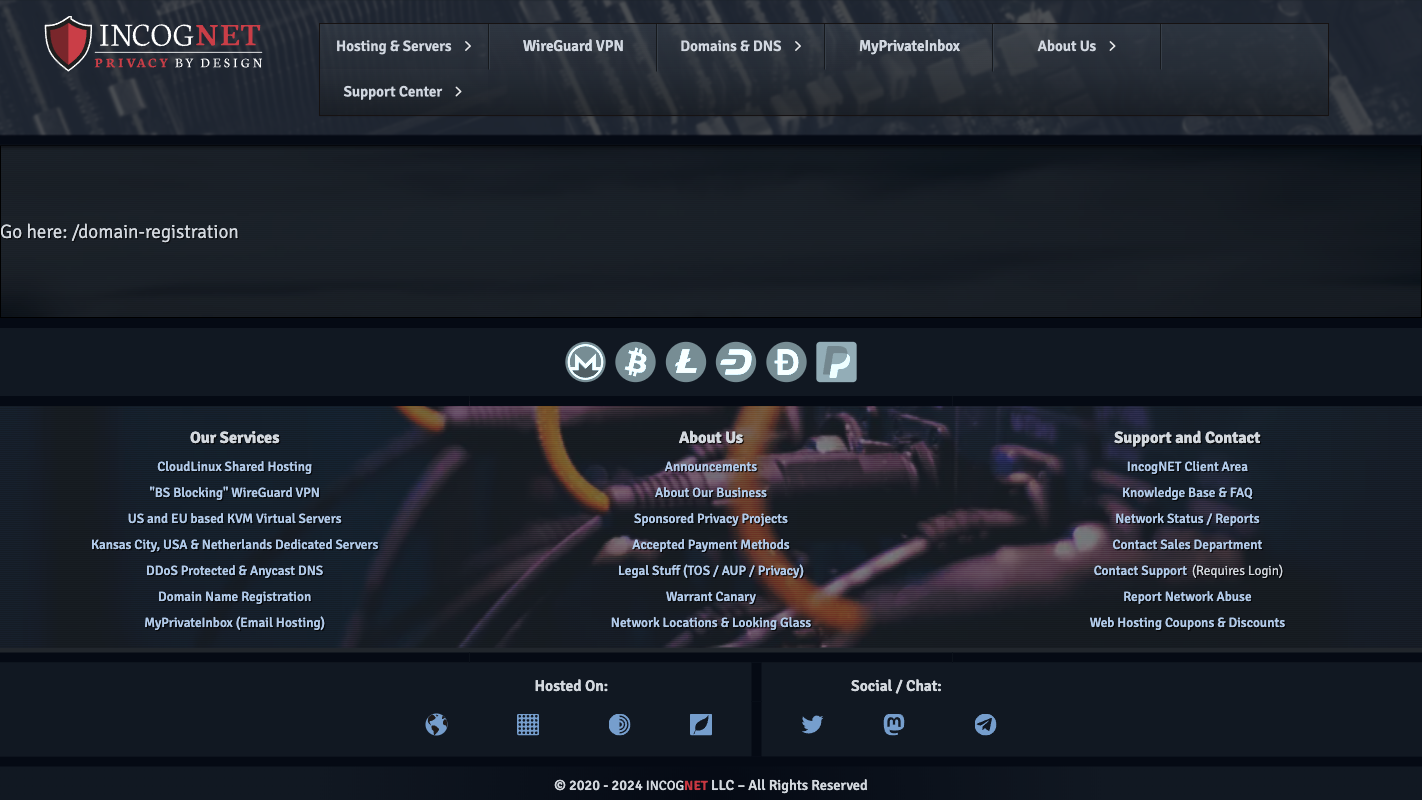 INCOGNET
PRIVACY BY DESIGN
Hosting & Servers
WireGuard VPN
Domains & DNS
MyPrivateInbox
About Us
Support Center
Go here: /domain-registration
Our Services
CloudLinux Shared Hosting
"BS Blocking" WireGuard VPN
US and EU based KVM Virtual Servers
Kansas City, USA & Netherlands Dedicated Servers
DDoS Protected & Anycast DNS
Domain Name Registration
MyPrivateInbox (Email Hosting)
About Us
Announcements
About Our Business
Sponsored Privacy Projects
Accepted Payment Methods
Legal Stuff (TOS / AUP / Privacy)
Warrant Canary
Network Locations & Looking Glass
Support and Contact
IncogNET Client Area
Knowledge Base & FAQ
Network Status / Reports
Contact Sales Department
Contact Support (Requires Login)
Report Network Abuse
Web Hosting Coupons & Discounts
Hosted On:
Social / Chat:
© 2020 - 2024 INCOGNET LLC – All Rights Reserved